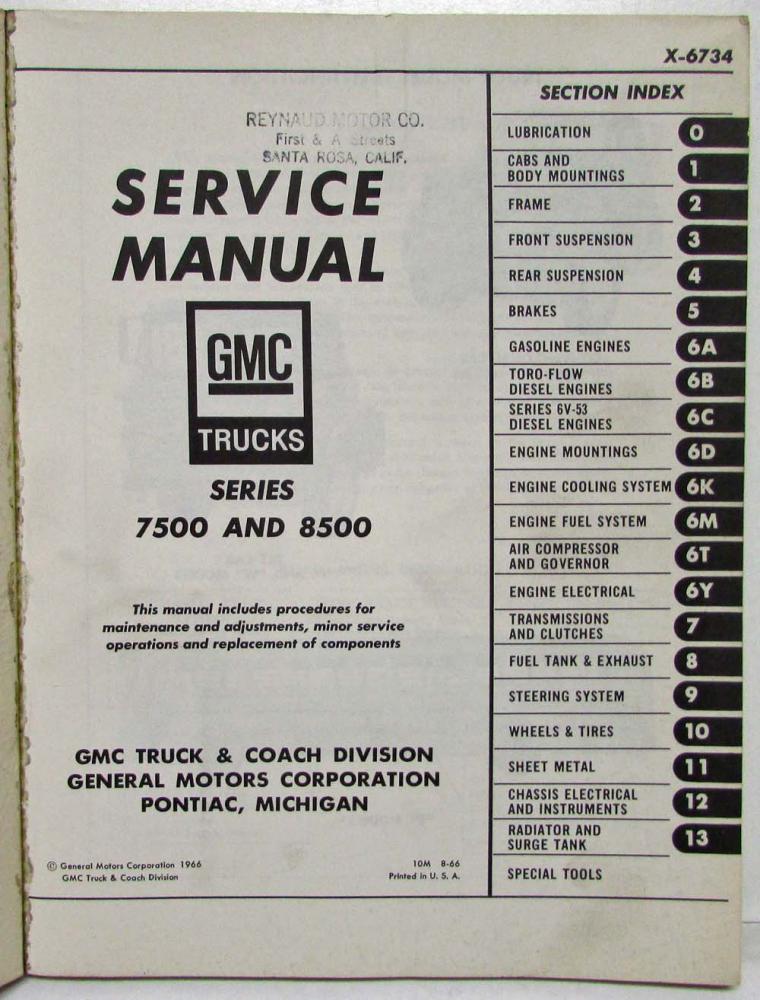 X-6734
REYNAUD MOTOR CO.
First & A Streets
SANTA ROSA, CALIF.
SERVICE
MANUAL
GMC
TRUCKS
SERIES
7500 AND 8500
This manual includes procedures for
maintenance and adjustments, minor service
operations and replacement of components
GMC TRUCK & COACH DIVISION
GENERAL MOTORS CORPORATION
PONTIAC, MICHIGAN
© General Motors Corporation 1966
GMC Truck & Coach Division
10M 8-66
Printed in U. S. A.
SECTION INDEX
LUBRICATION 0
CABS AND
BODY MOUNTINGS 1
FRAME 2
FRONT SUSPENSION 3
REAR SUSPENSION 4
BRAKES 5
GASOLINE ENGINES 6A
TORO-FLOW
DIESEL ENGINES 6B
SERIES 6V-53
DIESEL ENGINES 6C
ENGINE MOUNTINGS 6D
ENGINE COOLING SYSTEM 6K
ENGINE FUEL SYSTEM 6M
AIR COMPRESSOR
AND GOVERNOR 6T
ENGINE ELECTRICAL 6Y
TRANSMISSIONS
AND CLUTCHES 7
FUEL TANK & EXHAUST 8
STEERING SYSTEM 9
WHEELS & TIRES 10
SHEET METAL 11
CHASSIS ELECTRICAL
AND INSTRUMENTS 12
RADIATOR AND
SURGE TANK 13
SPECIAL TOOLS